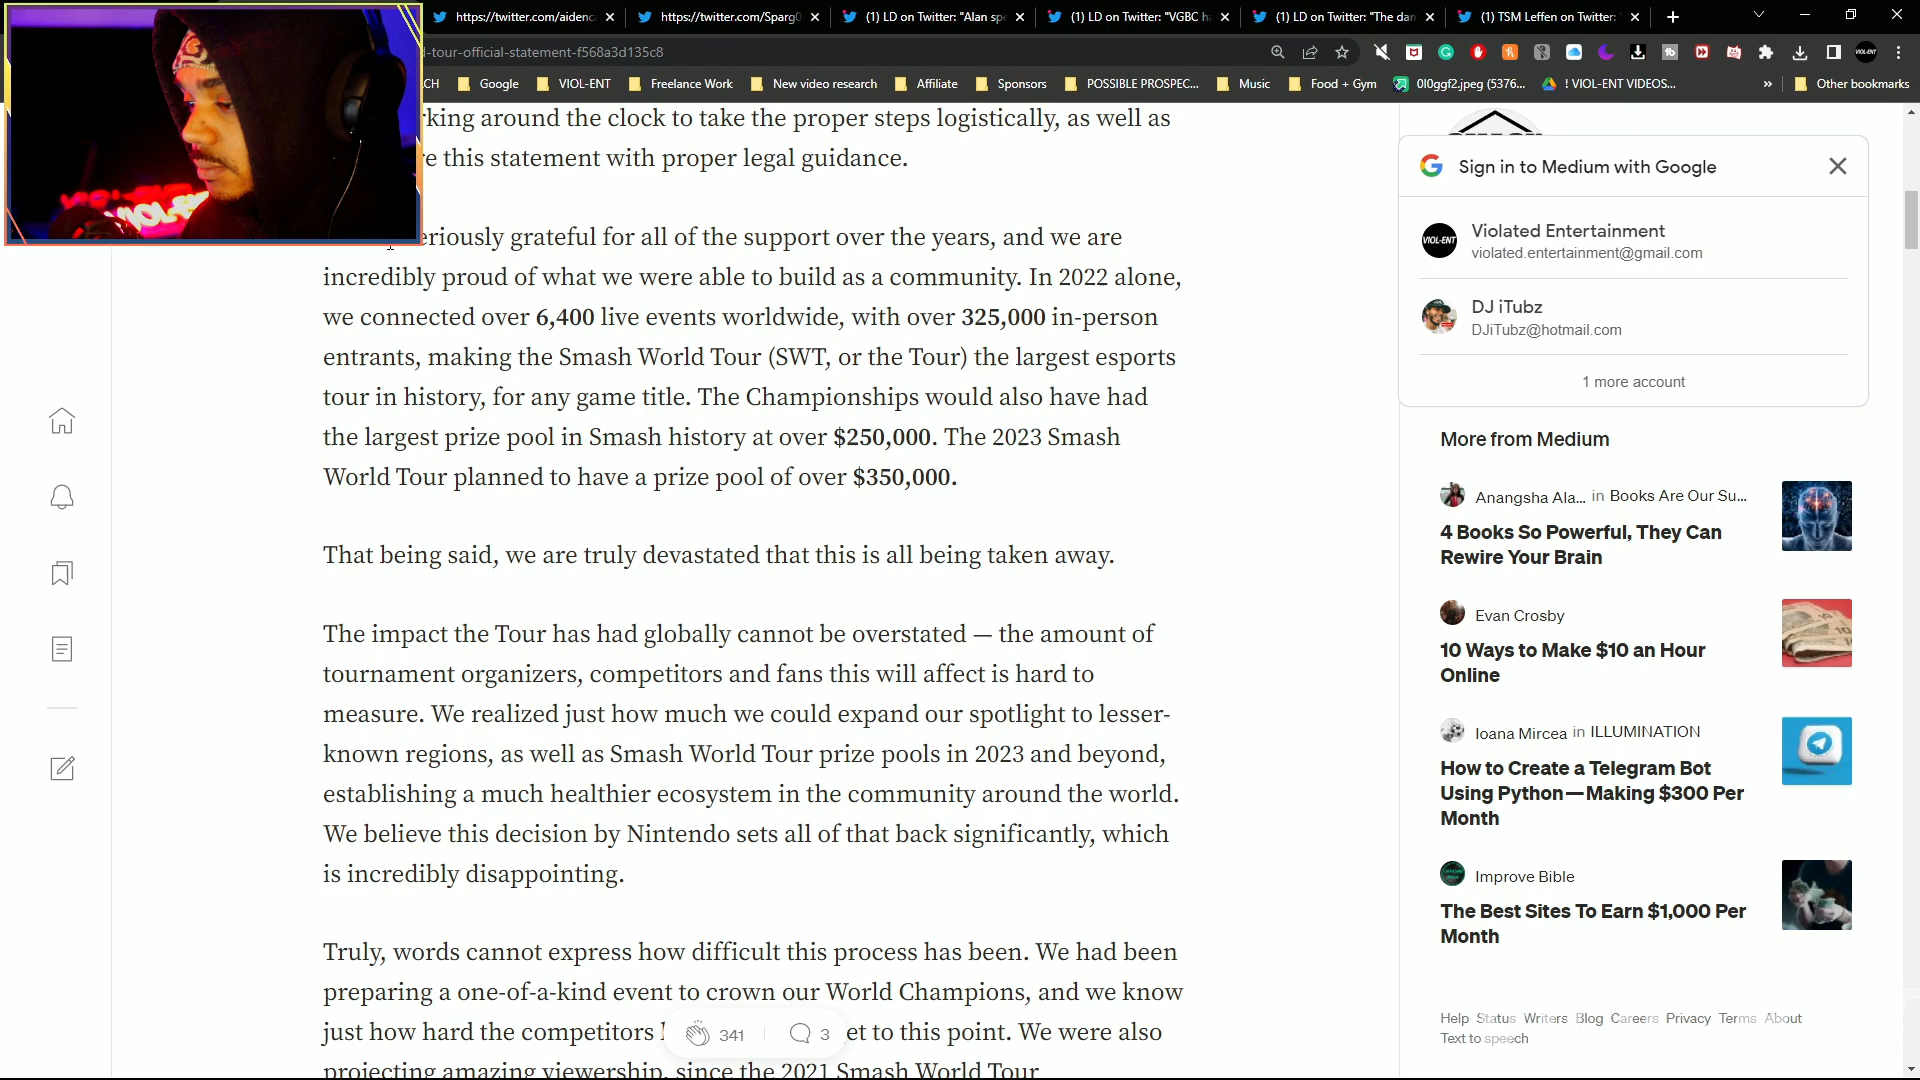 https://twitter.com/aidenc
https://twitter.com/Sparg0
(1) LD on Twitter: "Alan sp
(1) LD on Twitter: "VGBC h
(1) LD on Twitter: "The da
(1) TSM Leffen on Twitter:
d-tour-official-statement-f568a3d135c8
CH
Google
VIOL-ENT
Freelance Work
New video research
Affiliate
Sponsors
POSSIBLE PROSPEC...
Music
Food + Gym
0l0ggf2.jpeg (5376...
! VIOL-ENT VIDEOS...
»
Other bookmarks
rking around the clock to take the proper steps logistically, as well as
re this statement with proper legal guidance.
eriously grateful for all of the support over the years, and we are
incredibly proud of what we were able to build as a community. In 2022 alone,
we connected over 6,400 live events worldwide, with over 325,000 in-person
entrants, making the Smash World Tour (SWT, or the Tour) the largest esports
tour in history, for any game title. The Championships would also have had
the largest prize pool in Smash history at over $250,000. The 2023 Smash
World Tour planned to have a prize pool of over $350,000.
That being said, we are truly devastated that this is all being taken away.
The impact the Tour has had globally cannot be overstated — the amount of
tournament organizers, competitors and fans this will affect is hard to
measure. We realized just how much we could expand our spotlight to lesser-
known regions, as well as Smash World Tour prize pools in 2023 and beyond,
establishing a much healthier ecosystem in the community around the world.
We believe this decision by Nintendo sets all of that back significantly, which
is incredibly disappointing.
Truly, words cannot express how difficult this process has been. We had been
preparing a one-of-a-kind event to crown our World Champions, and we know
just how hard the competitors
et to this point. We were also
projecting amazing viewership, since the 2021 Smash World Tour
341
3
Sign in to Medium with Google
VIOL-ENT
Violated Entertainment
violated.entertainment@gmail.com
DJ iTubz
DJiTubz@hotmail.com
1 more account
More from Medium
Anangsha Ala... in Books Are Our Su...
4 Books So Powerful, They Can
Rewire Your Brain
Evan Crosby
10 Ways to Make $10 an Hour
Online
Ioana Mircea in ILLUMINATION
How to Create a Telegram Bot
Using Python — Making $300 Per
Month
Improve Bible
The Best Sites To Earn $1,000 Per
Month
Help Status Writers Blog Careers Privacy Terms About
Text to speech